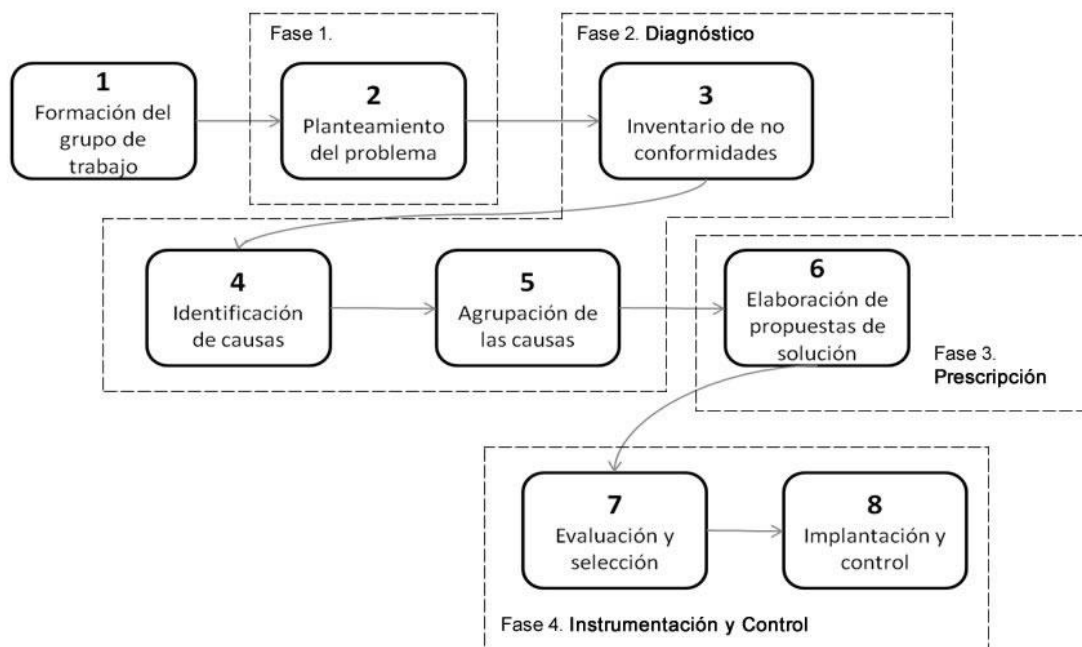 Fase 1.
Fase 2. Diagnóstico
1
Formación del
grupo de
trabajo
2
Planteamiento
del problema
3
Inventario de no
conformidades
4
Identificación
de causas
5
Agrupación de
las causas
6
Elaboración de
propuestas de
solución
Fase 3.
Prescripción
7
Evaluación y
selección
8
Implantación y
control
Fase 4. Instrumentación y Control